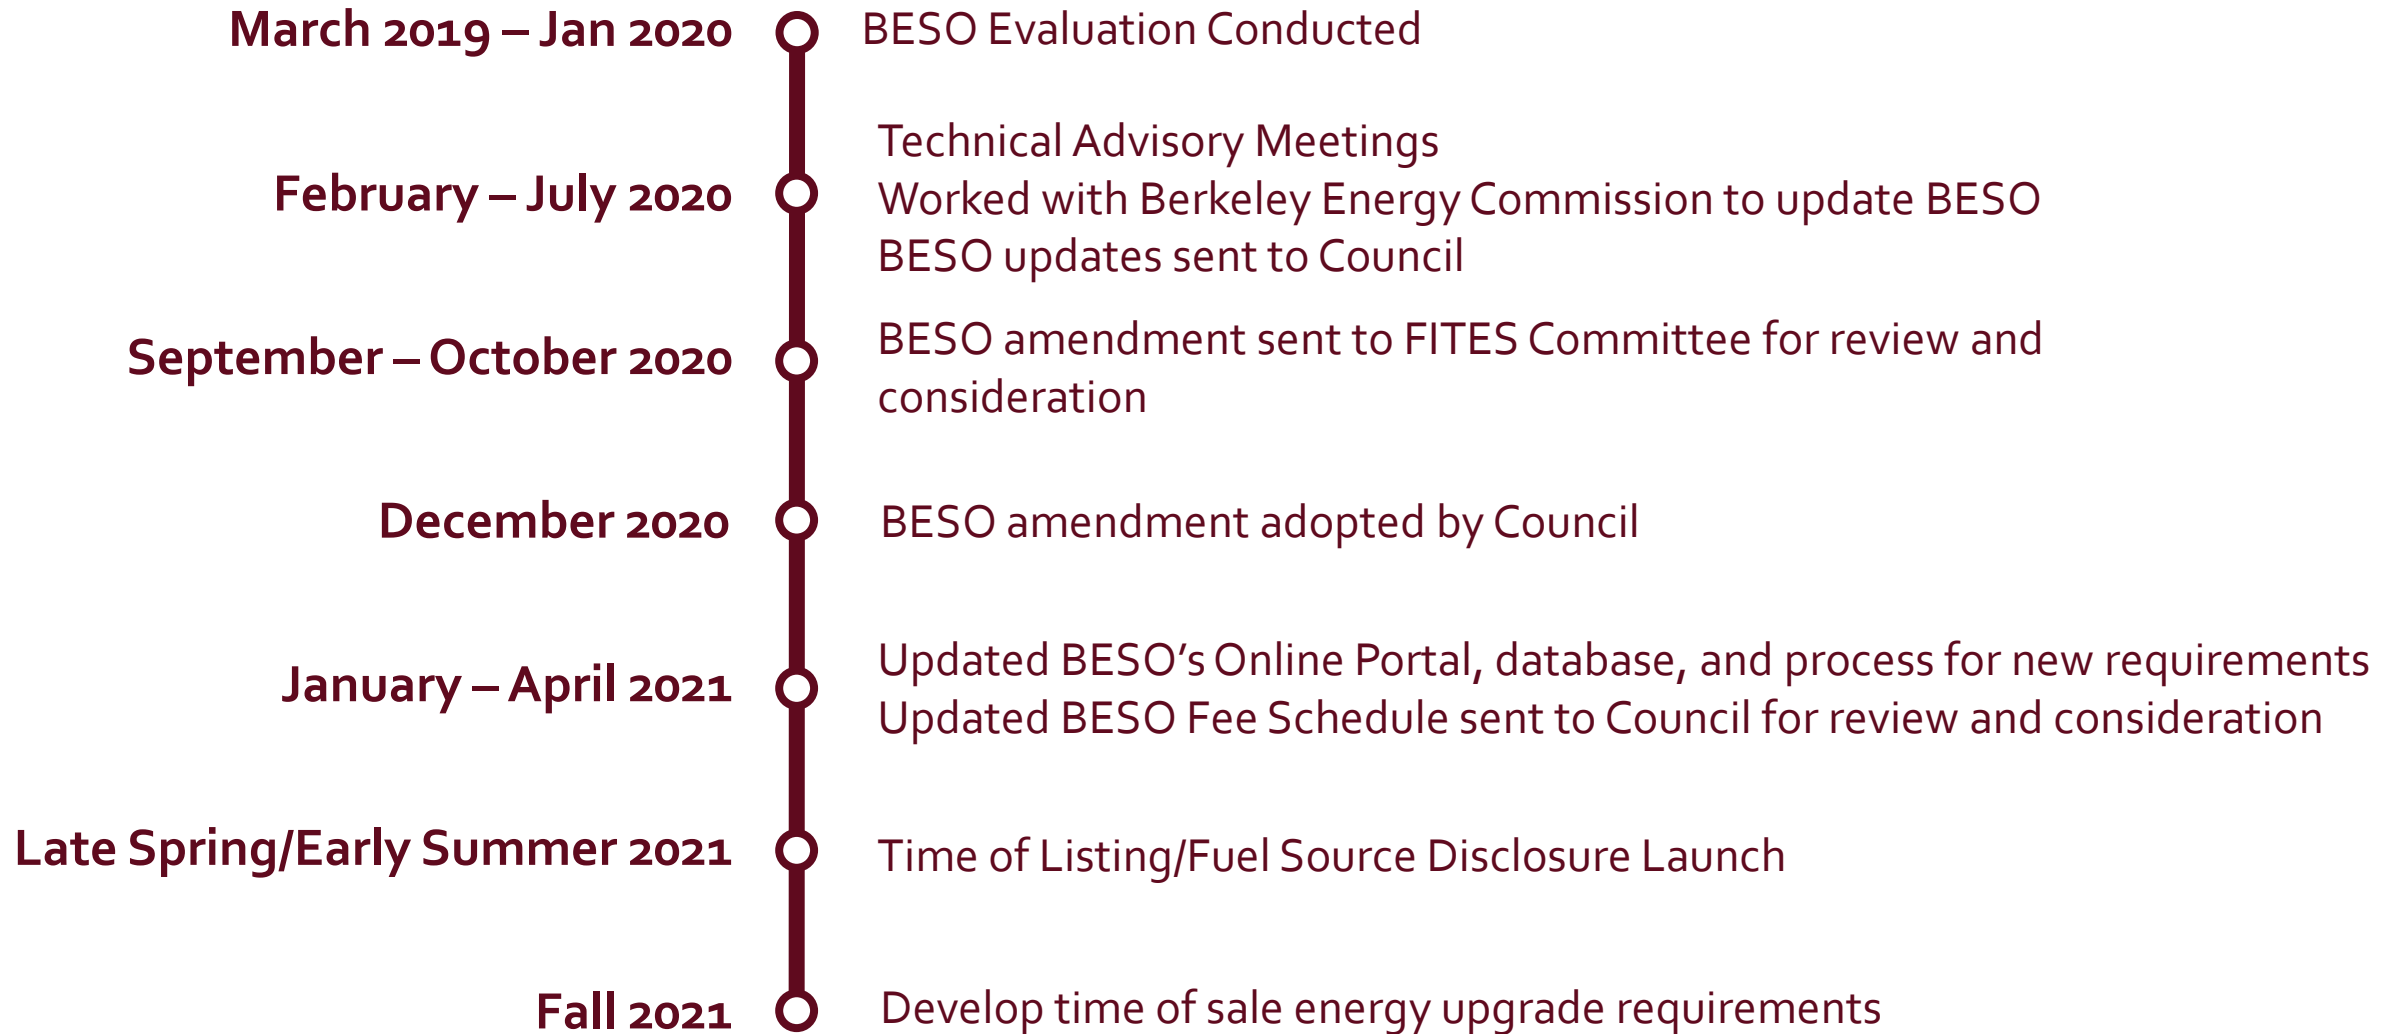 March 2019 – Jan 2020
BESO Evaluation Conducted
February – July 2020
Technical Advisory Meetings
Worked with Berkeley Energy Commission to update BESO
BESO updates sent to Council
September – October 2020
BESO amendment sent to FITES Committee for review and
consideration
December 2020
BESO amendment adopted by Council
January – April 2021
Updated BESO’s Online Portal, database, and process for new requirements
Updated BESO Fee Schedule sent to Council for review and consideration
Late Spring/Early Summer 2021
Time of Listing/Fuel Source Disclosure Launch
Fall 2021
Develop time of sale energy upgrade requirements